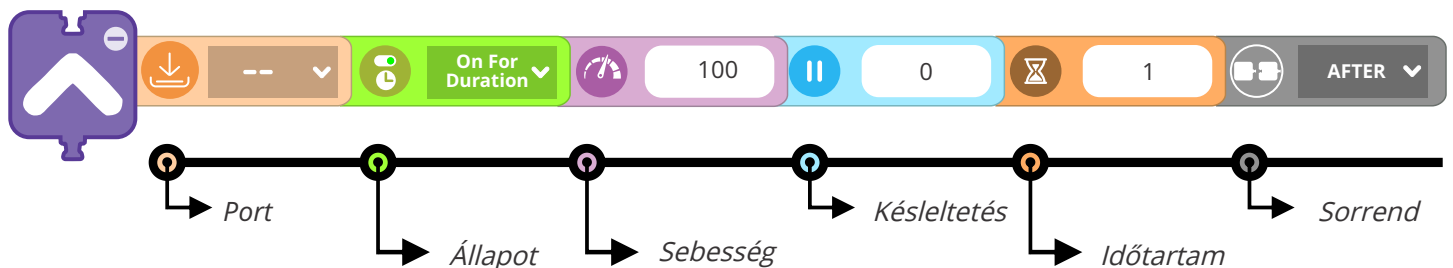 --
On For
Duration
100
0
1
AFTER
Port
Állapot
Sebesség
Késleltetés
Időtartam
Sorrend